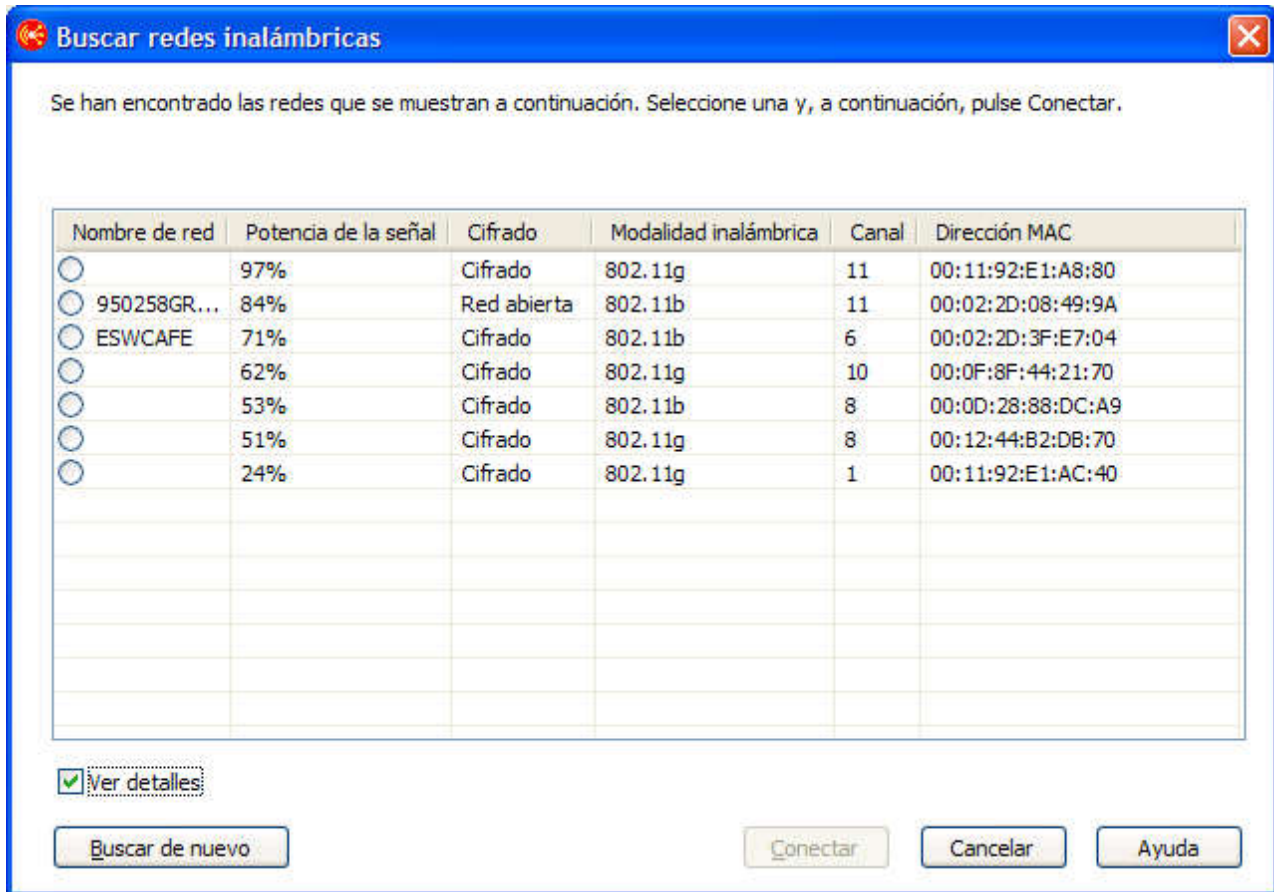 Buscar redes inalámbricas
Se han encontrado las redes que se muestran a continuación. Seleccione una y, a continuación, pulse Conectar.
Nombre de red Potencia de la señal Cifrado Modalidad inalámbrica Canal Dirección MAC
97% Cifrado 802.11g 11 00:11:92:E1:A8:80
950258GR... 84% Red abierta 802.11b 11 00:02:2D:08:49:9A
ESWCAFE 71% Cifrado 802.11b 6 00:02:2D:3F:E7:04
62% Cifrado 802.11g 10 00:0F:8F:44:21:70
53% Cifrado 802.11b 8 00:0D:28:88:DC:A9
51% Cifrado 802.11g 8 00:12:44:B2:DB:70
24% Cifrado 802.11g 1 00:11:92:E1:AC:40
Ver detalles
Buscar de nuevo Conectar Cancelar Ayuda